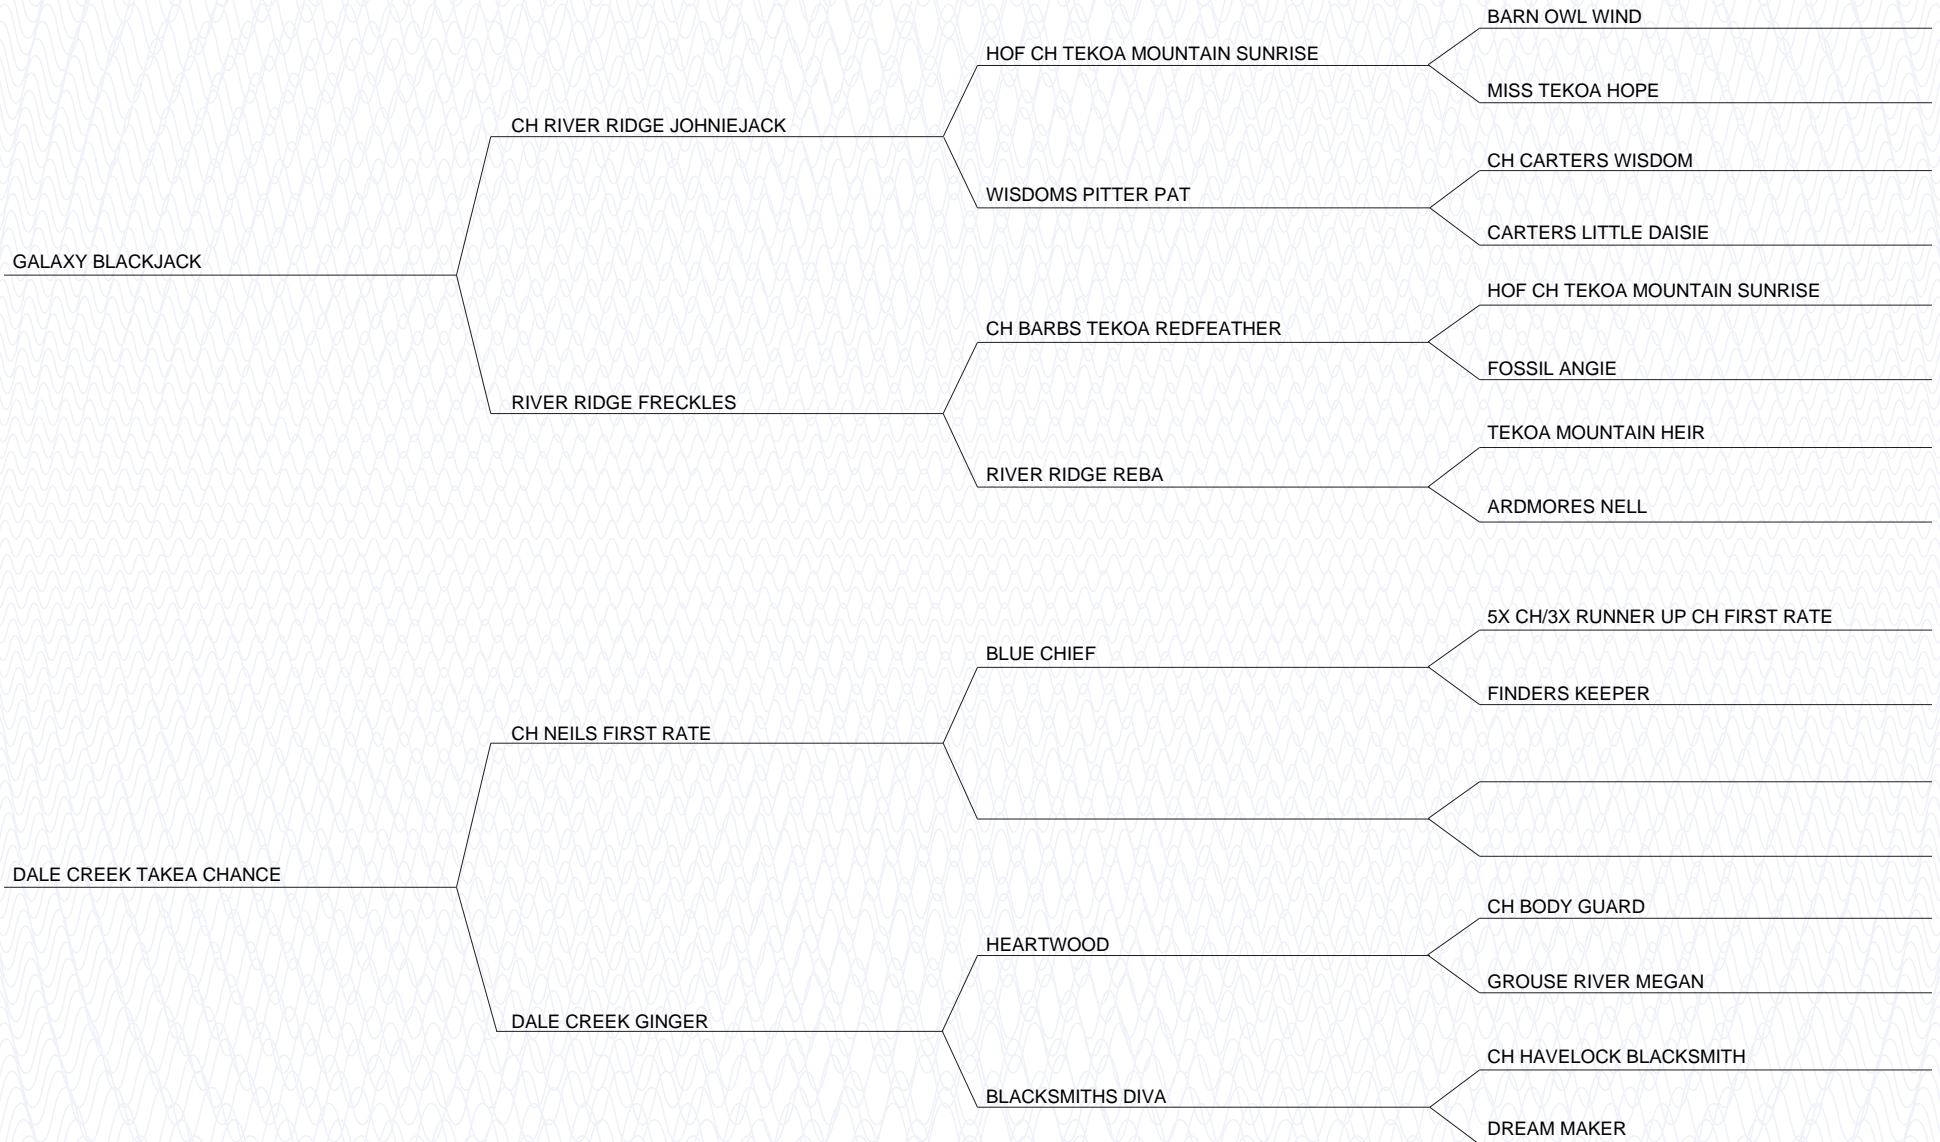 BARN OWL WIND
HOF CH TEKOA MOUNTAIN SUNRISE
MISS TEKOA HOPE
CH RIVER RIDGE JOHNIEJACK
CH CARTERS WISDOM
WISDOMS PITTER PAT
CARTERS LITTLE DAISIE
GALAXY BLACKJACK
HOF CH TEKOA MOUNTAIN SUNRISE
CH BARBS TEKOA REDFEATHER
FOSSIL ANGIE
RIVER RIDGE FRECKLES
TEKOA MOUNTAIN HEIR
RIVER RIDGE REBA
ARDMORES NELL
5X CH/3X RUNNER UP CH FIRST RATE
BLUE CHIEF
FINDERS KEEPER
CH NEILS FIRST RATE
DALE CREEK TAKEA CHANCE
CH BODY GUARD
HEARTWOOD
GROUSE RIVER MEGAN
DALE CREEK GINGER
CH HAVELOCK BLACKSMITH
BLACKSMITHS DIVA
DREAM MAKER